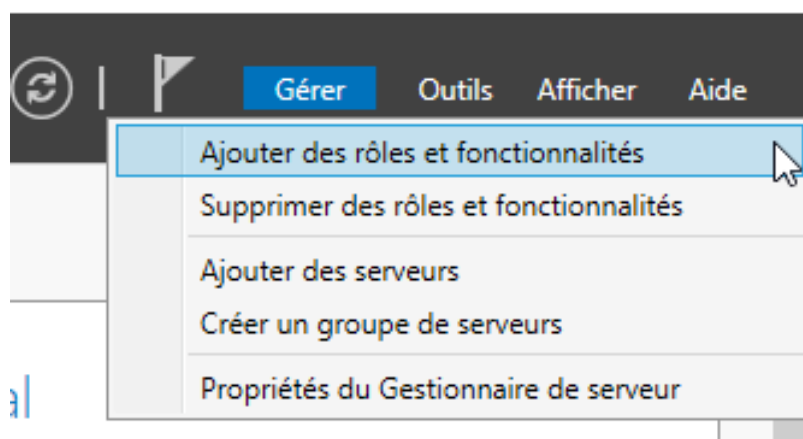 Gérer Outils Afficher Aide
Ajouter des rôles et fonctionnalités
Supprimer des rôles et fonctionnalités
Ajouter des serveurs
Créer un groupe de serveurs
Propriétés du Gestionnaire de serveur
al